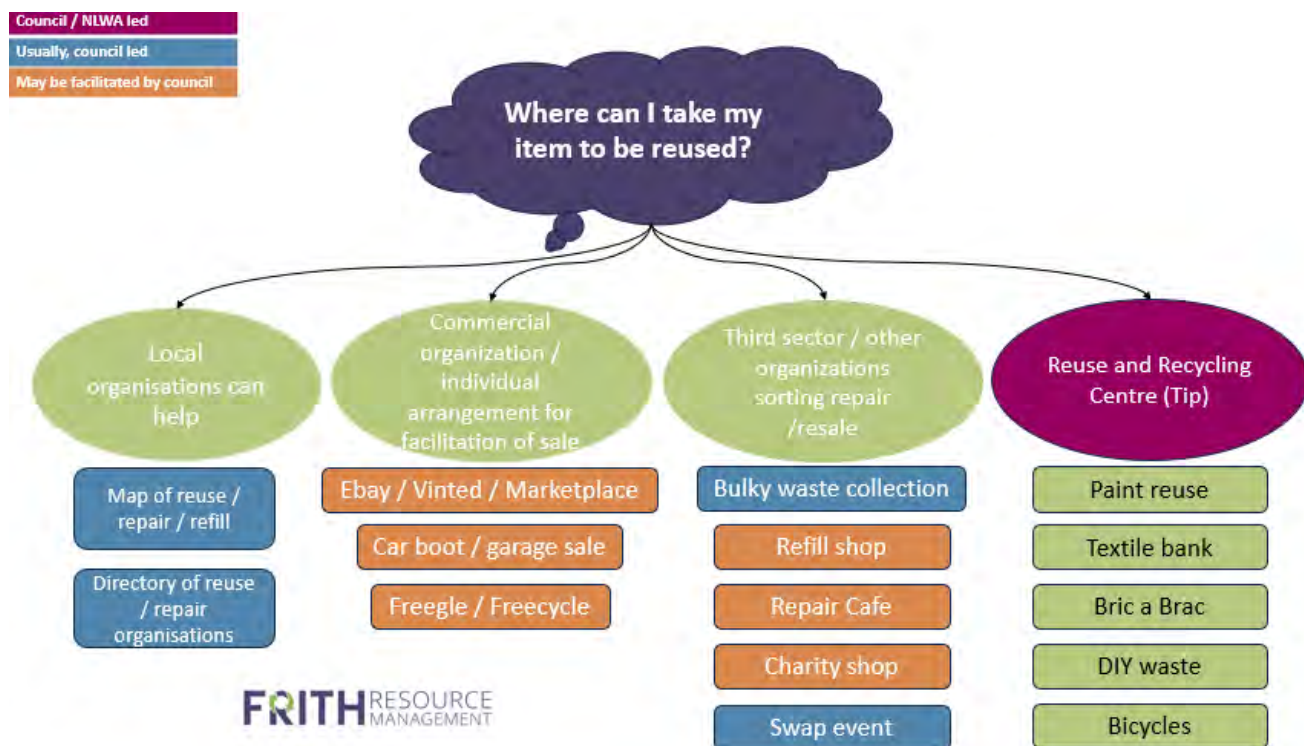 Council / NLWA led
Usually, council led
May be facilitated by council
Where can I take my
item to be reused?
Local
organisations can
help
Commercial
organization /
individual
arrangement for
facilitation of sale
Third sector / other
organizations
sorting repair
/resale
Reuse and Recycling
Centre (Tip)
Map of reuse /
repair / refill
Directory of reuse
/ repair
organisations
Ebay / Vinted / Marketplace
Car boot / garage sale
Freegle / Freecycle
Bulky waste collection
Refill shop
Repair Cafe
Charity shop
Swap event
Paint reuse
Textile bank
Bric a Brac
DIY waste
Bicycles
FRITH RESOURCE
MANAGEMENT